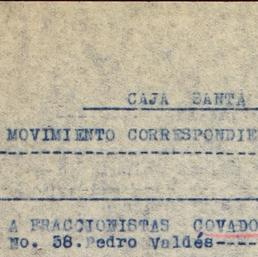 CAJA SANTA
MOVIMIENTO CORRESPONDIE
A FRACCIONISTAS COVADO
No. 38.Pedro Valdés----